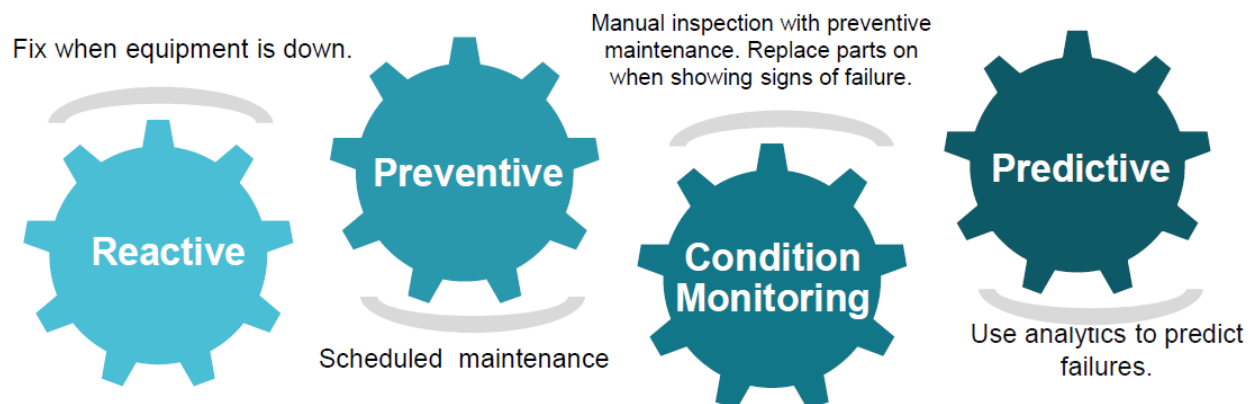 Fix when equipment is down.
Reactive
Preventive
Scheduled maintenance
Manual inspection with preventive
maintenance. Replace parts on
when showing signs of failure.
Condition
Monitoring
Predictive
Use analytics to predict
failures.